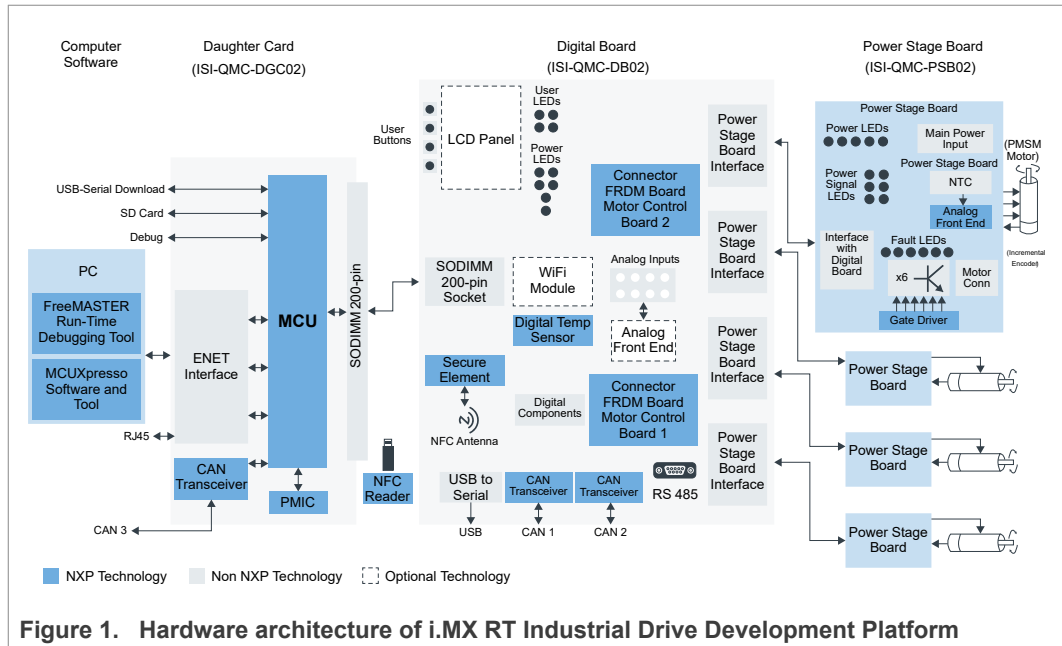 Computer
Software
Daughter Card
(ISI-QMC-DGC02)
Digital Board
(ISI-QMC-DB02)
Power Stage Board
(ISI-QMC-PSB02)
USB-Serial Download
SD Card
Debug
PC
FreeMASTER
Run-Time
Debugging Tool
MCUXpresso
Software and
Tool
RJ45
ENET
Interface
CAN
Transceiver
CAN 3
MCU
PMIC
SODIMM 200-pin
NFC
Reader
User
Buttons
LCD Panel
User
LEDs
Power
LEDs
Connector
FRDM Board
Motor Control
Board 2
SODIMM
200-pin
Socket
WiFi
Module
Analog Inputs
Digital Temp
Sensor
Analog
Front End
Secure
Element
NFC Antenna
Digital
Components
Connector
FRDM Board
Motor Control
Board 1
USB to
Serial
USB
CAN
Transceiver
CAN 1
CAN
Transceiver
CAN 2
RS 485
Power
Stage
Board
Interface
Power
Stage
Board
Interface
Power
Stage
Board
Interface
Power
Stage
Board
Interface
Power Stage Board
Power LEDs
Main Power
Input
Power Stage Board
Power
Signal
LEDs
NTC
Analog
Front End
(PMSM
Motor)
(Incremental
Encoder)
Interface
with
Digital
Board
Fault LEDs
x6
Motor
Conn
Gate Driver
Power Stage
Board
Power Stage
Board
Power Stage
Board
NXP Technology
Non NXP Technology
Optional Technology
Figure 1. Hardware architecture of i.MX RT Industrial Drive Development Platform